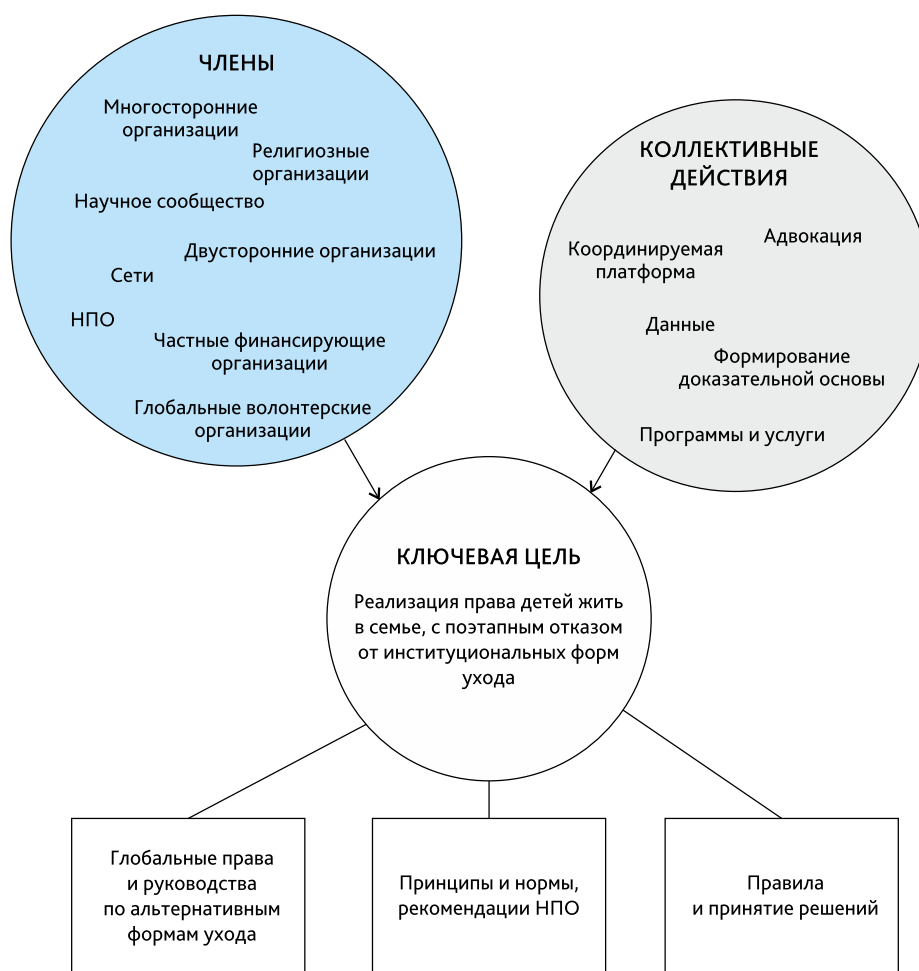 ЧЛЕНЫ
Многосторонние
организации
Религиозные
организации
Научное сообщество
Двусторонние организации
Сети
НПО
Частные финансирующие
организации
Глобальные волонтерские
организации
КОЛЛЕКТИВНЫЕ
ДЕЙСТВИЯ
Адвокация
Координируемая
платформа
Данные
Формирование
доказательной основы
Программы и услуги
КЛЮЧЕВАЯ ЦЕЛЬ
Реализация права детей жить
в семье, с поэтапным отказом
от институциональных форм
ухода
Глобальные права
и руководства
по альтернативным
формам ухода
Принципы и нормы,
рекомендации НПО
Правила
и принятие решений